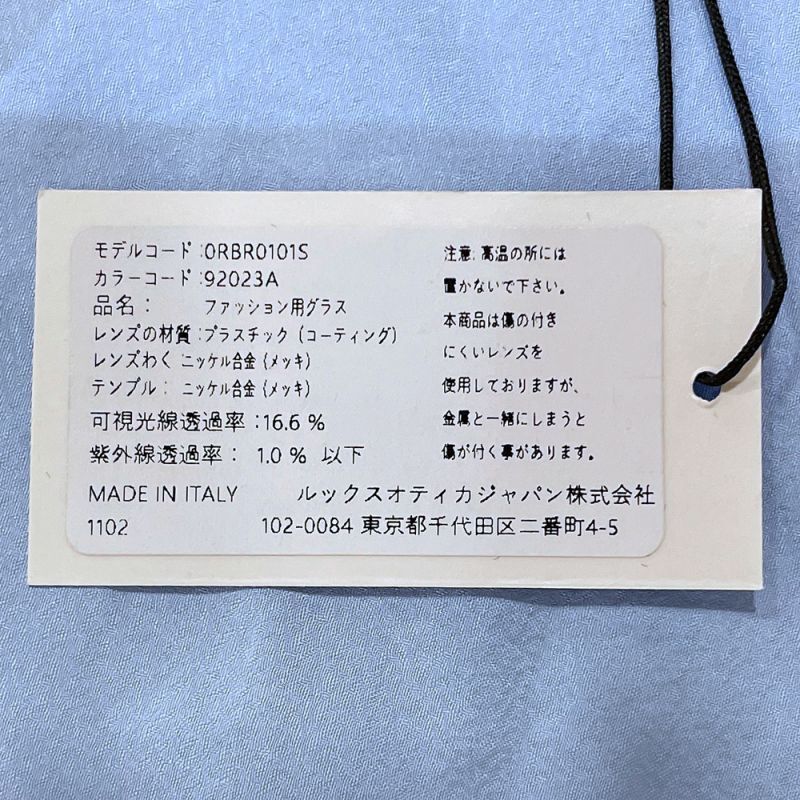 モデルコード:0RBR0101S
カラーコード:92023A
品名： ファッション用グラス
レンズの材質:プラスチック（コーティング）
レンズわく ニッケル合金（メッキ）
テンプル： ニッケル合金（メッキ）
可視光線透過率:16.6 %
紫外線透過率： 1.0 % 以下
注意: 高温の所には
置かないで下さい。
本商品は傷の付き
にくいレンズを
使用しておりますが、
金属と一緒にしまうと
傷が付く事があります。
MADE IN ITALY ルックスオティカジャパン株式会社
1102 102-0084 東京都千代田区二番町4-5